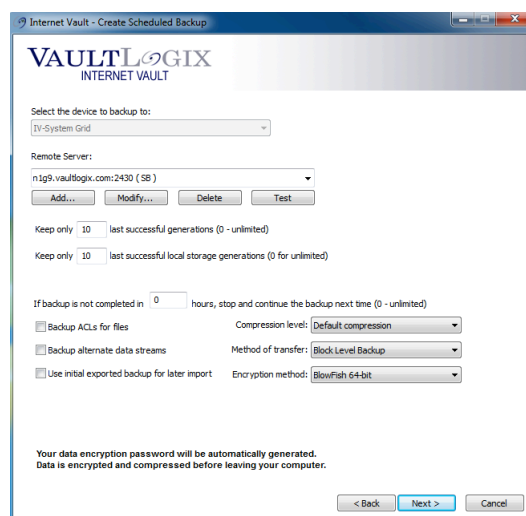 Internet Vault - Create Scheduled Backup
VAULTLOGIX
INTERNET VAULT
Select the device to backup to:
IV-System Grid
Remote Server:
n1g9.vaultlogix.com:2430 ( SB )
Add... Modify... Delete Test
Keep only 10 last successful generations (0 - unlimited)
Keep only 10 last successful local storage generations (0 for unlimited)
If backup is not completed in 0 hours, stop and continue the backup next time (0 - unlimited)
Backup ACLs for files Compression level: Default compression
Backup alternate data streams Method of transfer: Block Level Backup
Use initial exported backup for later import Encryption method: BlowFish 64-bit
Your data encryption password will be automatically generated.
Data is encrypted and compressed before leaving your computer.
< Back Next > Cancel